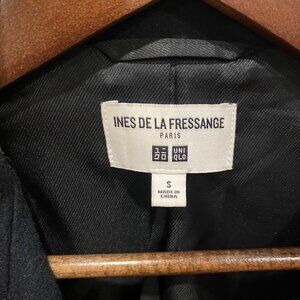 INES DE LA FRESSANGE
PARIS
ユニ UNI
クロ QLO
S
MADE IN
CHINA